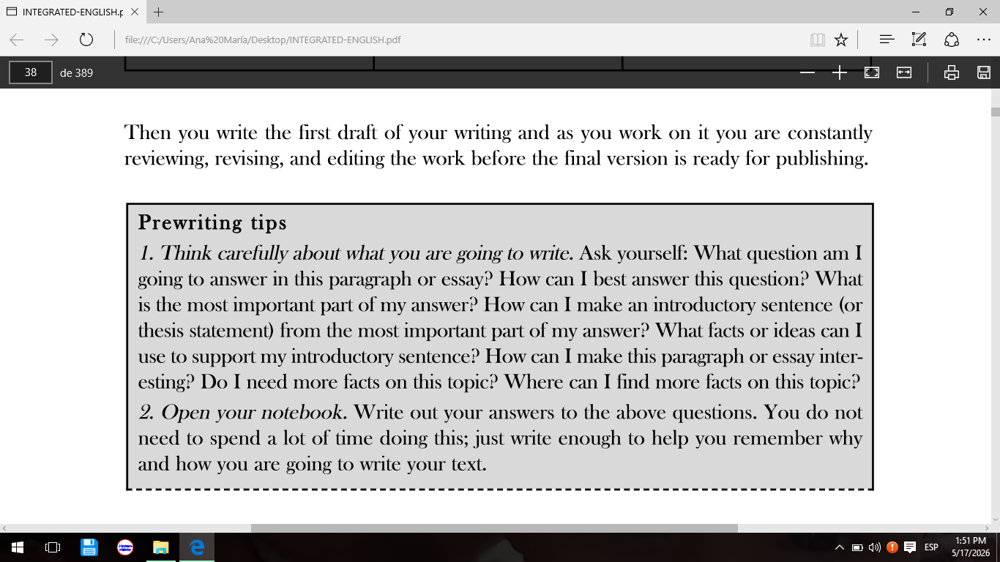 INTEGRATED-ENGLISH.p
file:///C:/Users/Ana%20María/Desktop/INTEGRATED-ENGLISH.pdf
38 de 389
Then you write the first draft of your writing and as you work on it you are constantly
reviewing, revising, and editing the work before the final version is ready for publishing.
Prewriting tips
1. Think carefully about what you are going to write. Ask yourself: What question am I
going to answer in this paragraph or essay? How can I best answer this question? What
is the most important part of my answer? How can I make an introductory sentence (or
thesis statement) from the most important part of my answer? What facts or ideas can I
use to support my introductory sentence? How can I make this paragraph or essay inter-
esting? Do I need more facts on this topic? Where can I find more facts on this topic?
2. Open your notebook. Write out your answers to the above questions. You do not
need to spend a lot of time doing this; just write enough to help you remember why
and how you are going to write your text.
ESP
1:51 PM
5/17/2026